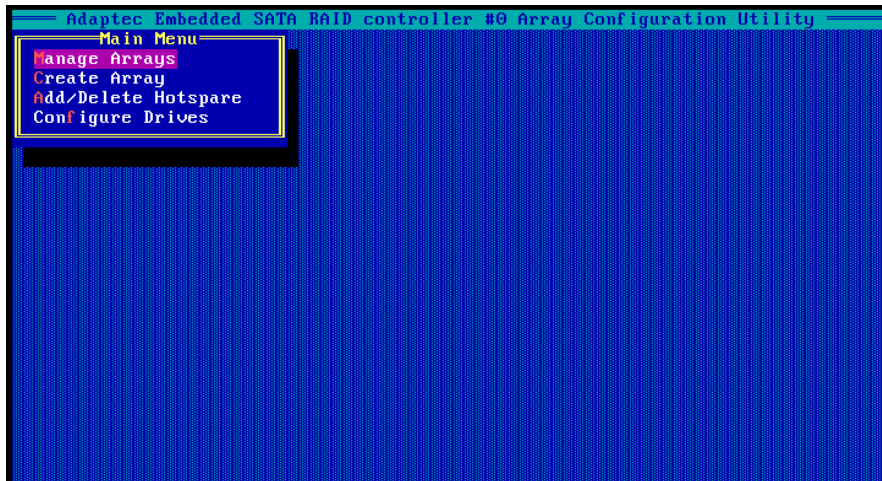 Adaptec Embedded SATA RAID controller #0 Array Configuration Utility
Main Menu
Manage Arrays
Create Array
Add/Delete Hotspare
Configure Drives